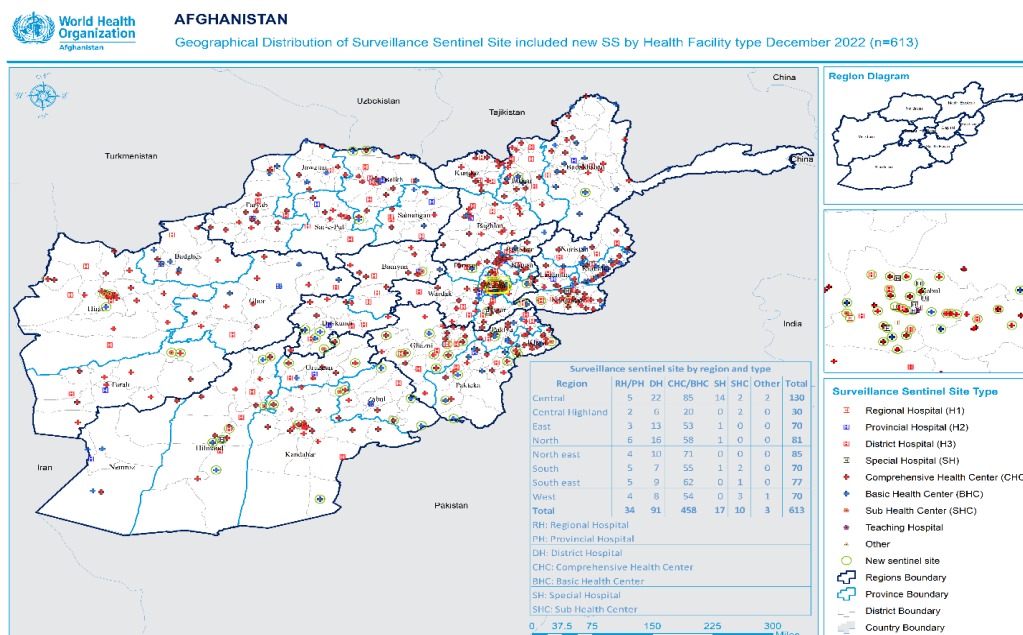 World Health
Organization
Afghanistan
AFGHANISTAN
Geographical Distribution of Surveillance Sentinel Site included new SS by Health Facility type December 2022 (n=613)
China
Uzbekistan
Tajikistan
Turkmenistan
China
Jawzjan
Balkh
Kunduz
Badakhshan
Faryab
Samangan
Sar-e-Pul
Baghlan
Badghes
Bamyan
Nuristan
Wardak
Hirat
Ghor
Ghazni
Uruzgan
Farah
Paktika
Zabul
Hilmand
Kandahar
Nimroz
India
Iran
Pakistan
Surveillance sentinel site by region and type
Region RH/PH DH CHC/BHC SH SHC Other Total
Central 5 22 85 14 2 2 130
Central Highland 2 6 20 0 2 0 30
East 3 13 53 1 0 0 70
North 6 16 58 1 0 0 81
North east 4 10 71 0 0 0 85
South 5 7 55 1 2 0 70
South east 5 9 62 0 1 0 77
West 4 8 54 0 3 1 70
Total 34 91 458 17 10 3 613
RH: Regional Hospital
PH: Provincial Hospital
DH: District Hospital
CHC: Comprehensive Health Center
BHC: Basic Health Center
SH: Special Hospital
SHC: Sub Health Center
0 37.5 75 150 225 300
Miles
Region Diagram
Kabul
Surveillance Sentinel Site Type
Regional Hospital (H1)
Provincial Hospital (H2)
District Hospital (H3)
Special Hospital (SH)
Comprehensive Health Center (CHC
Basic Health Center (BHC)
Sub Health Center (SHC)
Teaching Hospital
Other
New sentinel site
Regions Boundary
Province Boundary
District Boundary
Country Boundary